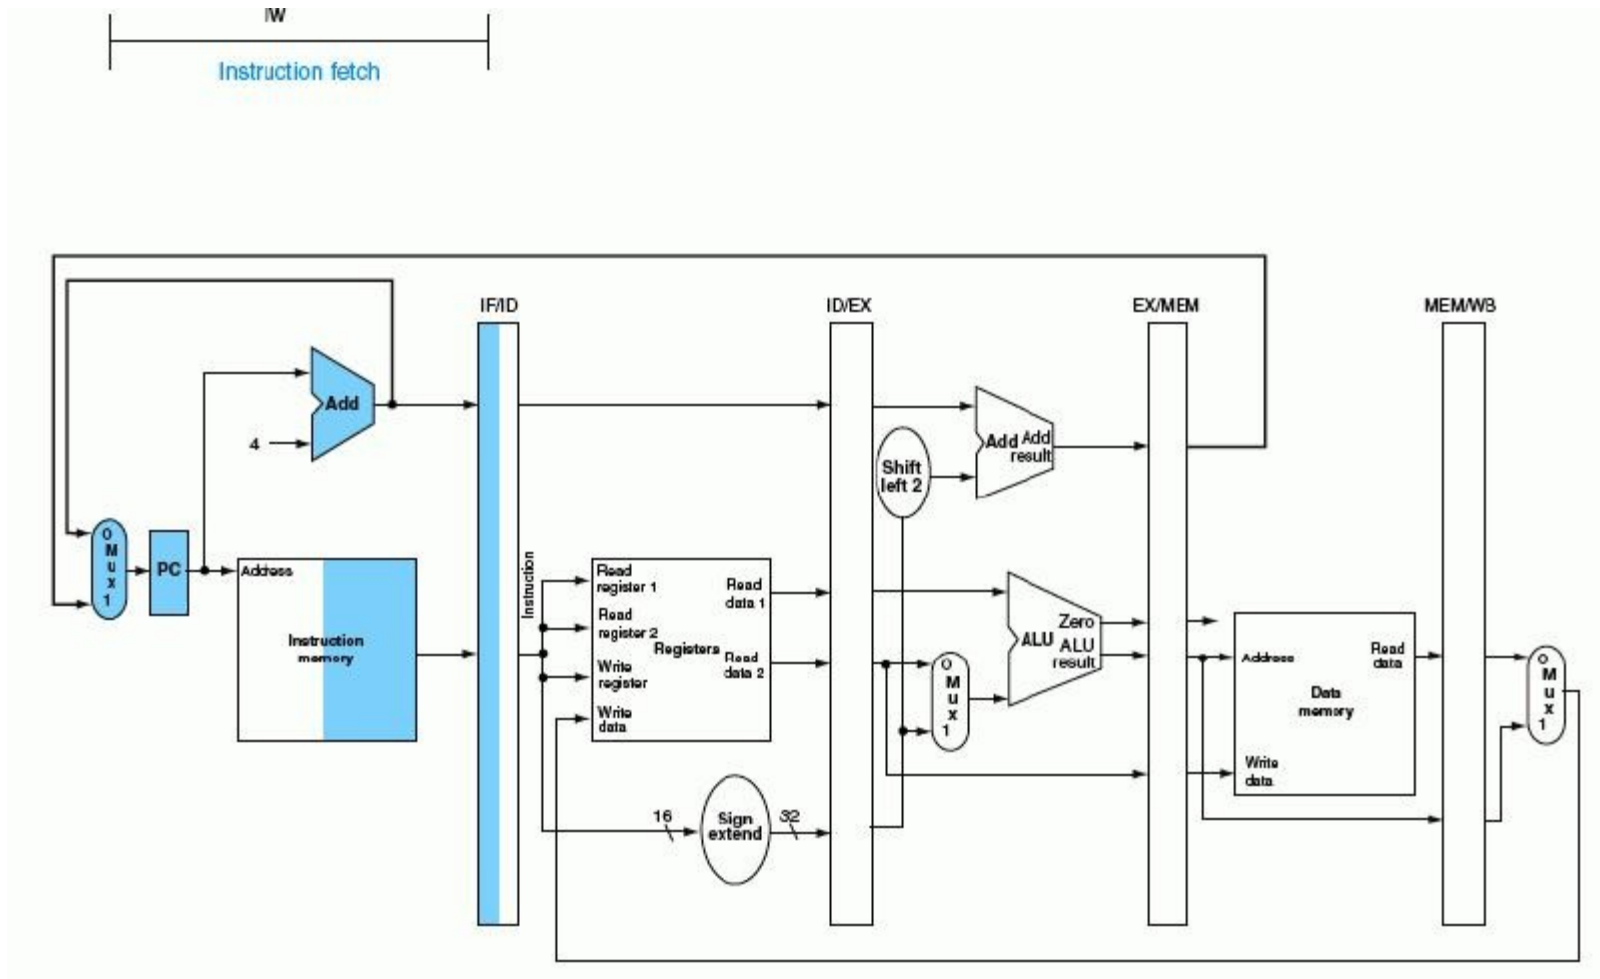 lw
Instruction fetch
IF/ID
ID/EX
EX/MEM
MEM/WB
Add
4
Shift
left 2
Add
Add
result
0
M
u
x
1
PC
Address
Instruction
memory
Instruction
Read
register 1
Read
register 2
Write
register
Write
data
Registers
Read
data 1
Read
data 2
16
Sign
extend
32
0
M
u
x
1
Zero
ALU
ALU
result
Address
Read
data
Data
memory
Write
data
0
M
u
x
1